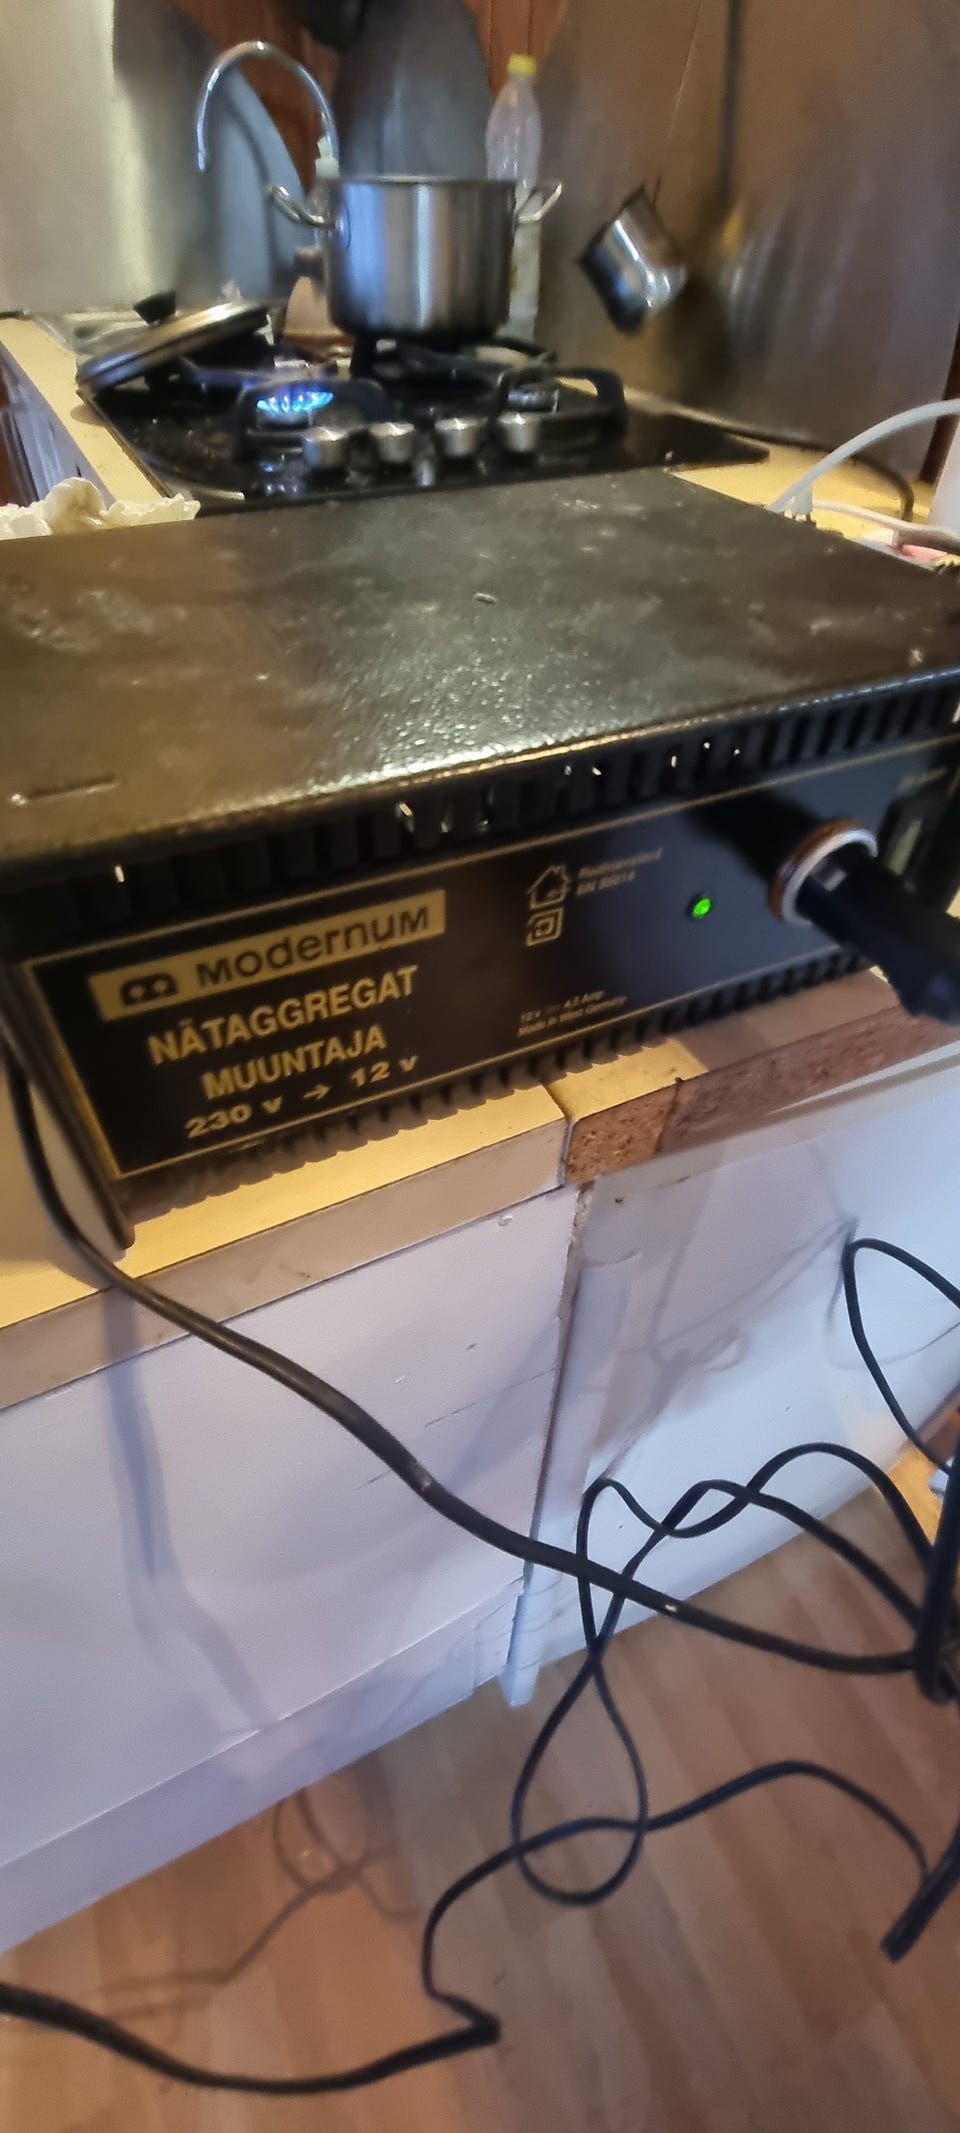 MODERNUM
NÄTAGGREGAT
MUUNTAJA
230 V → 12 V
Made in West Germany